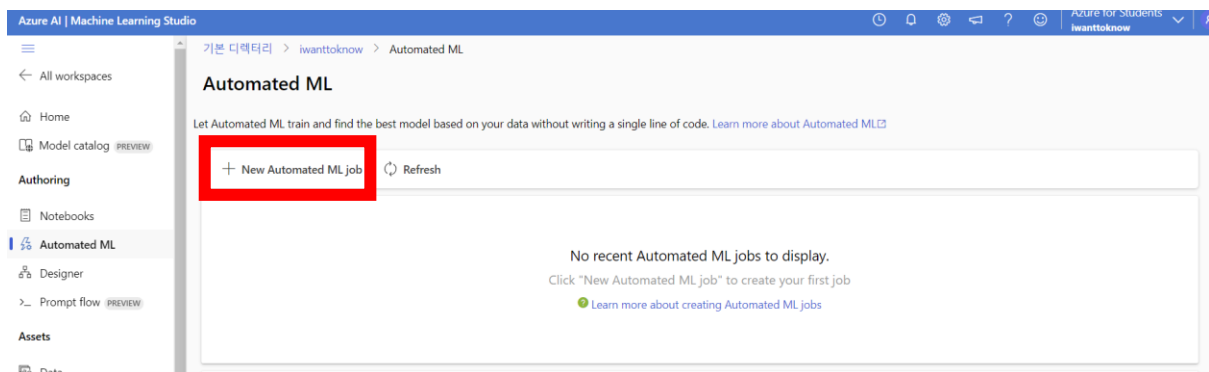 Azure AI | Machine Learning Studio
Azure for Students
iwanttoknow
기본 디렉터리 > iwanttoknow > Automated ML
All workspaces
Automated ML
Home
Let Automated ML train and find the best model based on your data without writing a single line of code. Learn more about Automated ML
Model catalog PREVIEW
+ New Automated ML job
Refresh
Authoring
Notebooks
Automated ML
No recent Automated ML jobs to display.
Designer
Click "New Automated ML job" to create your first job
Prompt flow PREVIEW
Learn more about creating Automated ML jobs
Assets
Data